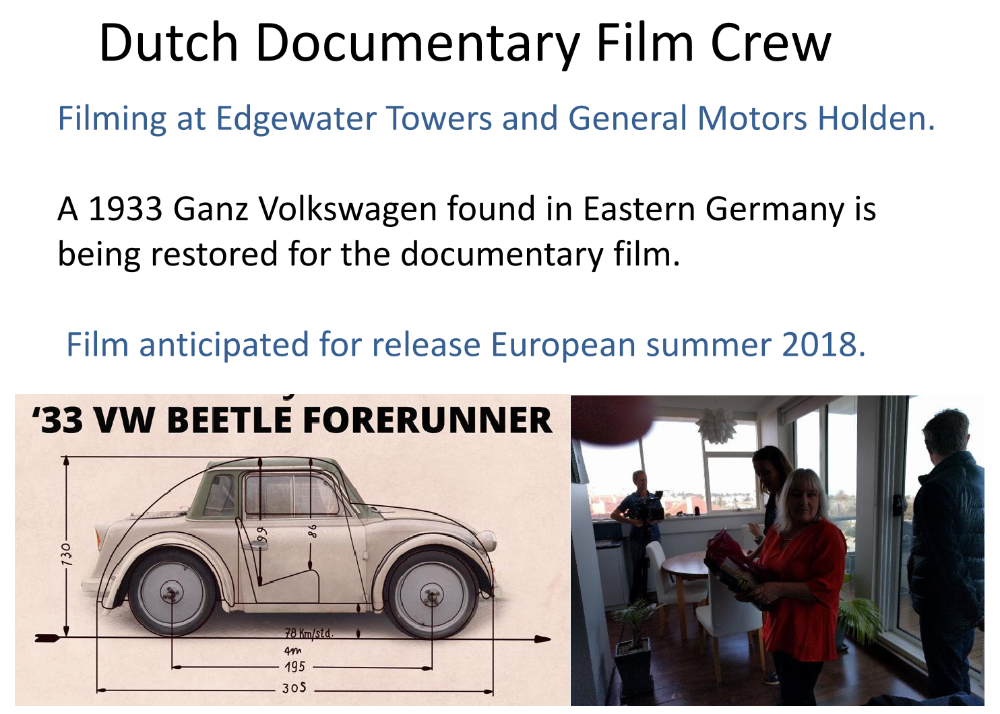 Dutch Documentary Film Crew
Filming at Edgewater Towers and General Motors Holden.
A 1933 Ganz Volkswagen found in Eastern Germany is
being restored for the documentary film.
Film anticipated for release European summer 2018.
‘33 VW BEETLE FORERUNNER
130
99
86
78 Km/std.
4m
195
305